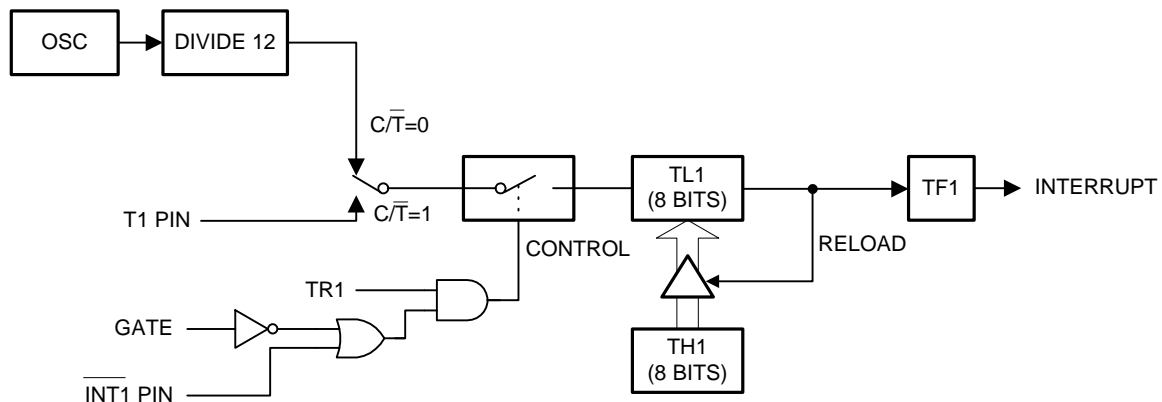 OSC
DIVIDE 12
C/T̅=0
TL1
(8 BITS)
TF1
INTERRUPT
T1 PIN
C/T̅=1
CONTROL
RELOAD
TR1
GATE
TH1
(8 BITS)
I̅N̅T̅1̅ PIN